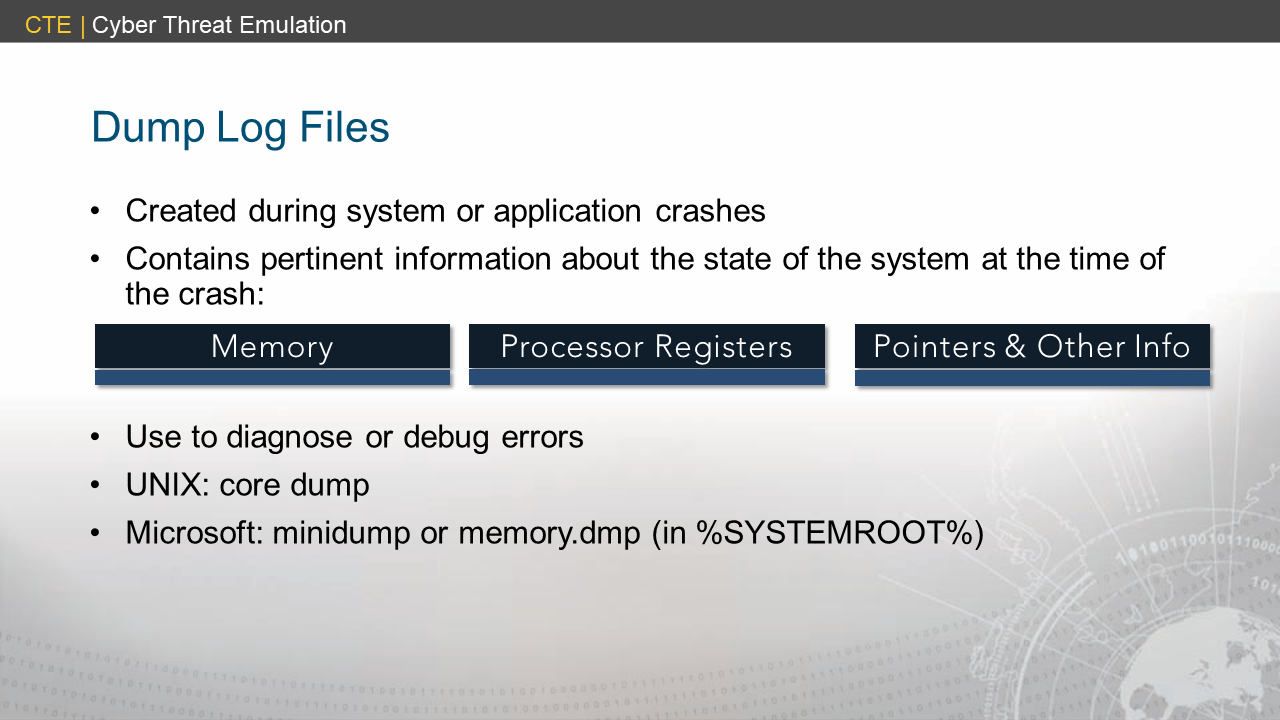 CTE | Cyber Threat Emulation
Dump Log Files
• Created during system or application crashes
• Contains pertinent information about the state of the system at the time of
the crash:
Memory
Processor Registers
Pointers & Other Info
• Use to diagnose or debug errors
• UNIX: core dump
• Microsoft: minidump or memory.dmp (in %SYSTEMROOT%)